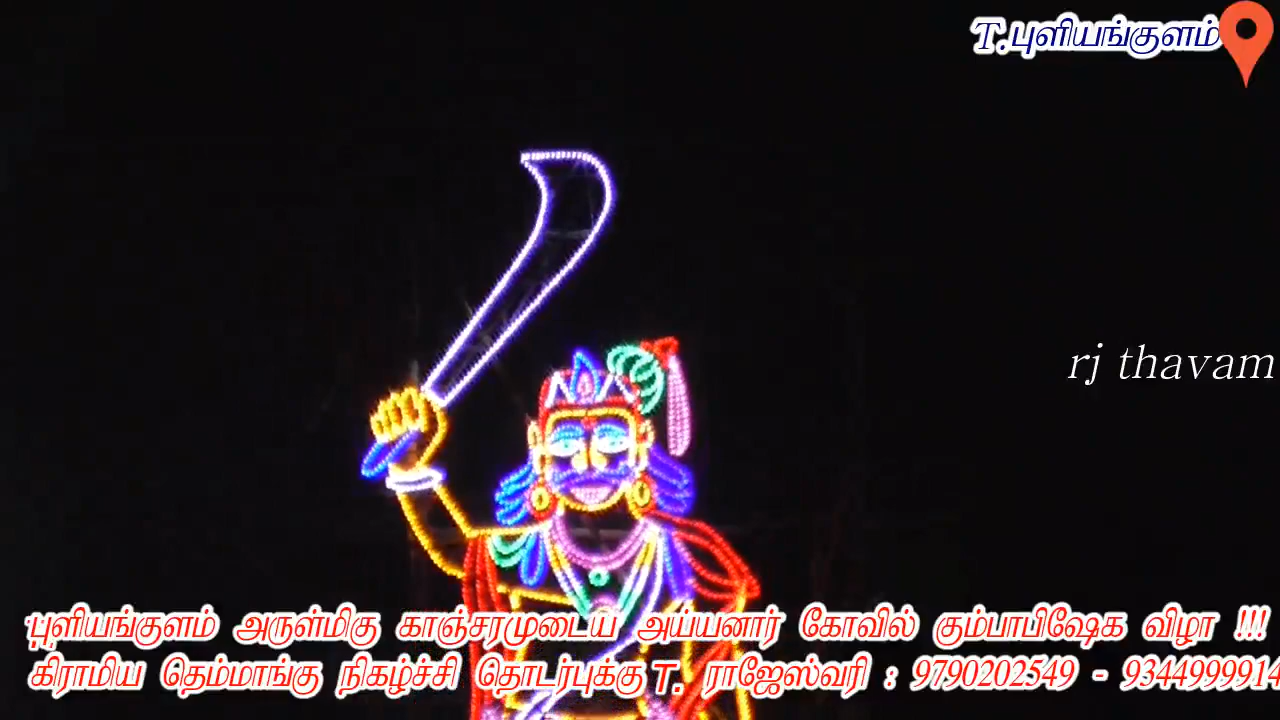 T.புளியங்குளம்
rj thavam
புளியங்குளம் அருள்மிகு காஞ்சரமுடைய அய்யனார் கோவில் கும்பாபிஷேக விழா !!!
கிராமிய தெம்மாங்கு நிகழ்ச்சி தொடர்புக்கு T. ராஜேஸ்வரி : 9790202549 - 9344999914